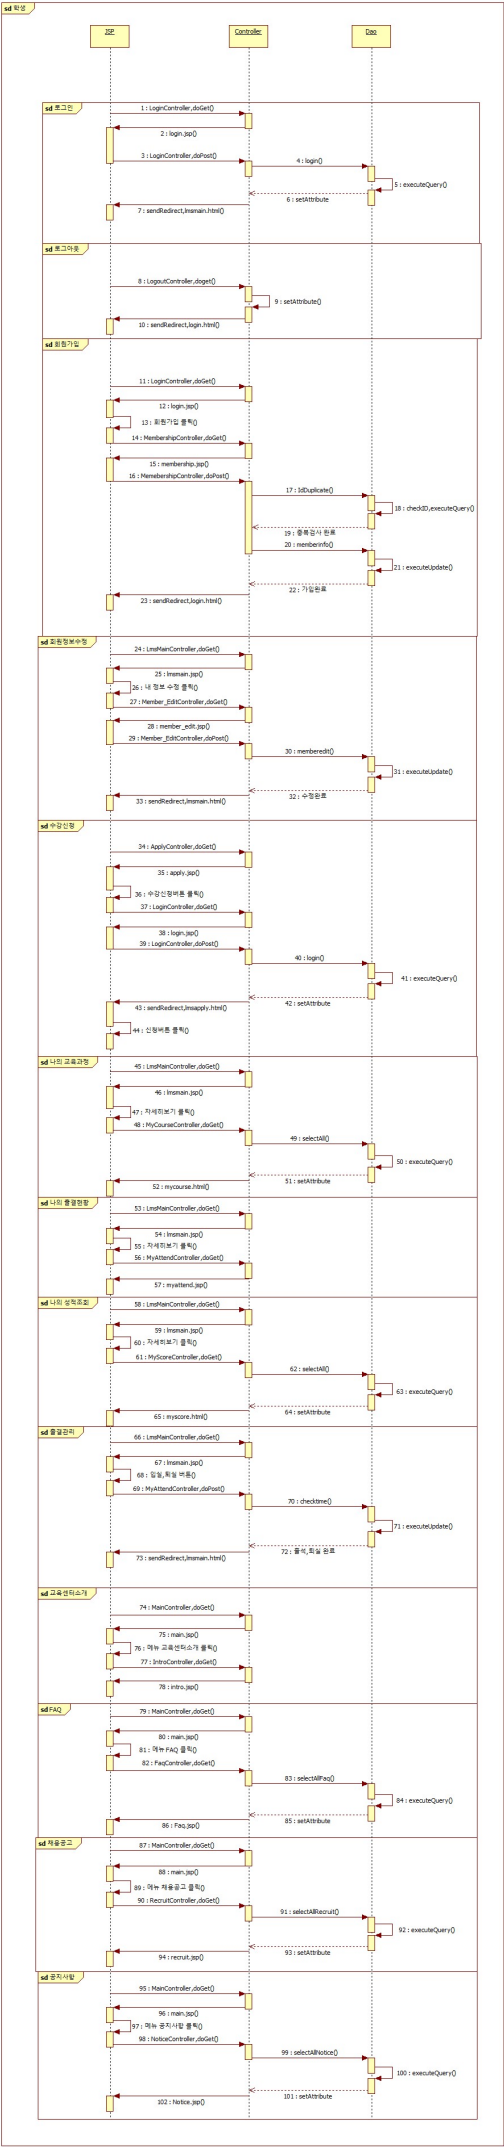 sd 학생
JSP
Controller
Dao
sd 로그인
1 : LoginController,doGet()
2 : login.jsp()
3 : LoginController,doPost()
4 : login()
5 : executeQuery()
6 : setAttribute
7 : sendRedirect,lmsmain.html()
sd 로그아웃
8 : LogoutController,doget()
9 : setAttribute()
10 : sendRedirect,login.html()
sd 회원가입
11 : LoginController,doGet()
12 : login.jsp()
13 : 회원가입 클릭()
14 : MembershipController,doGet()
15 : membership.jsp()
16 : MemebershipController,doPost()
17 : IdDuplicate()
18 : checkID,executeQuery()
19 : 중복검사 완료
20 : memberinfo()
21 : executeUpdate()
22 : 가입완료
23 : sendRedirect,login.html()
sd 회원정보수정
24 : LmsMainController,doGet()
25 : lmsmain.jsp()
26 : 내 정보 수정 클릭()
27 : Member_EditController,doGet()
28 : member_edit.jsp()
29 : Member_EditController,doPost()
30 : memberedit()
31 : executeUpdate()
32 : 수정완료
33 : sendRedirect,lmsmain.html()
sd 수강신청
34 : ApplyController,doGet()
35 : apply.jsp()
36 : 수강신청버튼 클릭()
37 : LoginController,doGet()
38 : login.jsp()
39 : LoginController,doPost()
40 : login()
41 : executeQuery()
42 : setAttribute
43 : sendRedirect,lmsapply.html()
44 : 신청버튼 클릭()
sd 나의 교육과정
45 : LmsMainController,doGet()
46 : lmsmain.jsp()
47 : 자세히보기 클릭()
48 : MyCourseController,doGet()
49 : selectAll()
50 : executeQuery()
51 : setAttribute
52 : mycourse.html()
sd 나의 출결현황
53 : LmsMainController,doGet()
54 : lmsmain.jsp()
55 : 자세히보기 클릭()
56 : MyAttendController,doGet()
57 : myattend.jsp()
sd 나의 성적조회
58 : LmsMainController,doGet()
59 : lmsmain.jsp()
60 : 자세히보기 클릭()
61 : MyScoreController,doGet()
62 : selectAll()
63 : executeQuery()
64 : setAttribute
65 : myscore.html()
sd 출결관리
66 : LmsMainController,doGet()
67 : lmsmain.jsp()
68 : 입실,퇴실 버튼()
69 : MyAttendController,doPost()
70 : checktime()
71 : executeUpdate()
72 : 출석,퇴실 완료
73 : sendRedirect,lmsmain.html()
sd 교육센터소개
74 : MainController,doGet()
75 : main.jsp()
76 : 메뉴 교육센터소개 클릭()
77 : IntroController,doGet()
78 : intro.jsp()
sd FAQ
79 : MainController,doGet()
80 : main.jsp()
81 : 메뉴 FAQ 클릭()
82 : FaqController,doGet()
83 : selectAllFaq()
84 : executeQuery()
85 : setAttribute
86 : Faq.jsp()
sd 채용공고
87 : MainController,doGet()
88 : main.jsp()
89 : 메뉴 채용공고 클릭()
90 : RecruitController,doGet()
91 : selectAllRecruit()
92 : executeQuery()
93 : setAttribute
94 : recruit.jsp()
sd 공지사항
95 : MainController,doGet()
96 : main.jsp()
97 : 메뉴 공지사항 클릭()
98 : NoticeController,doGet()
99 : selectAllNotice()
100 : executeQuery()
101 : setAttribute
102 : Notice.jsp()